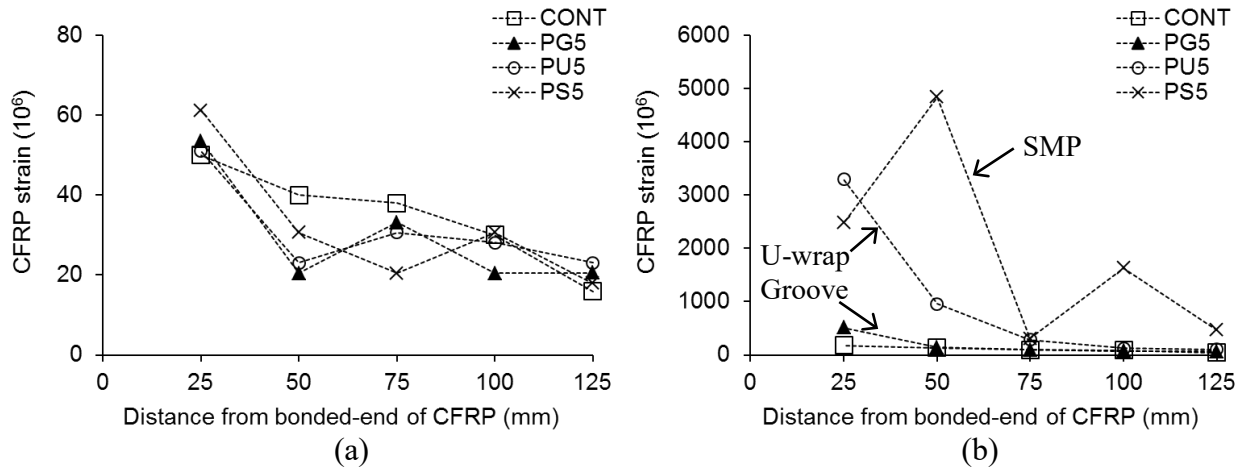 CONT
PG5
PU5
PS5
80
60
40
20
0
CFRP strain (10⁶)
0 25 50 75 100 125
Distance from bonded-end of CFRP (mm)
(a)
CONT
PG5
PU5
PS5
6000
5000
4000
3000
2000
1000
0
CFRP strain (10⁶)
SMP
U-wrap
Groove
0 25 50 75 100 125
Distance from bonded-end of CFRP (mm)
(b)